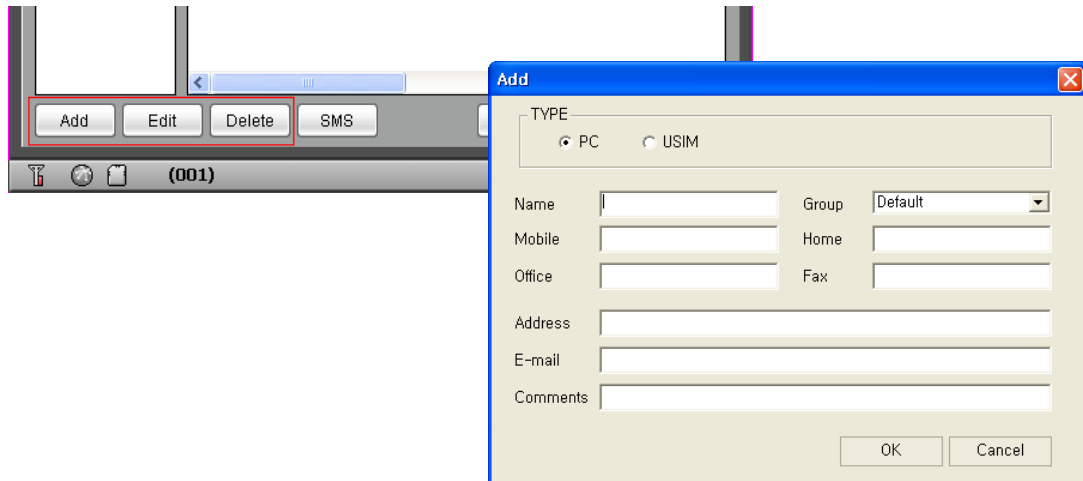 Add Edit Delete SMS
(001)
Add
TYPE
PC USIM
Name Group Default
Mobile Home
Office Fax
Address
E-mail
Comments
OK Cancel